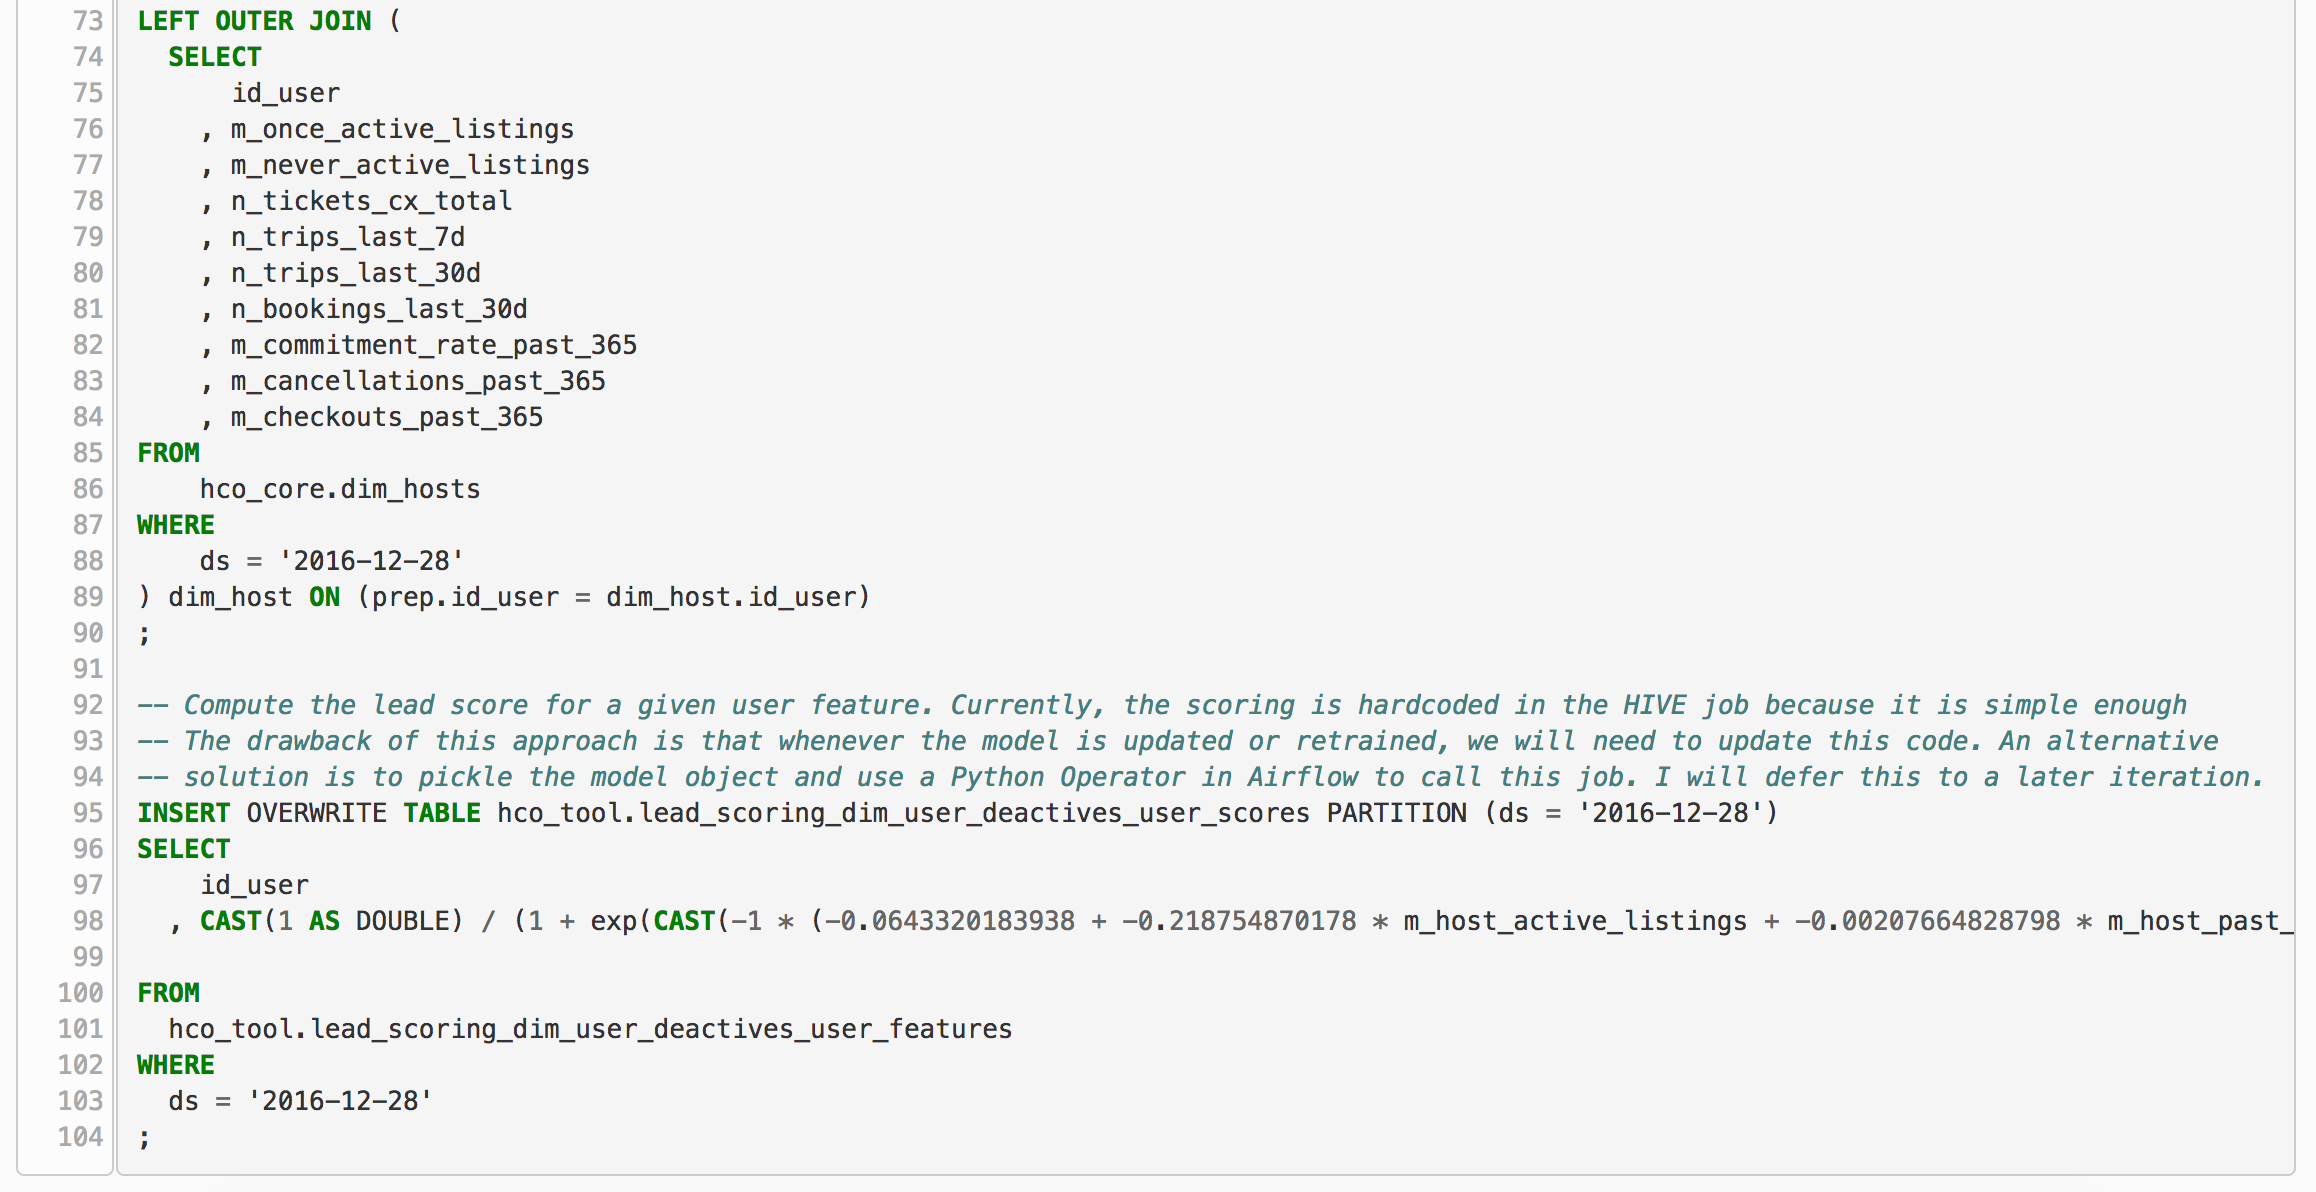 73 LEFT OUTER JOIN (
74 SELECT
75 id_user
76 , m_once_active_listings
77 , m_never_active_listings
78 , n_tickets_cx_total
79 , n_trips_last_7d
80 , n_trips_last_30d
81 , n_bookings_last_30d
82 , m_commitment_rate_past_365
83 , m_cancellations_past_365
84 , m_checkouts_past_365
85 FROM
86 hco_core.dim_hosts
87 WHERE
88 ds = '2016-12-28'
89 ) dim_host ON (prep.id_user = dim_host.id_user)
90 ;
91
92 -- Compute the lead score for a given user feature. Currently, the scoring is hardcoded in the HIVE job because it is simple enough
93 -- The drawback of this approach is that whenever the model is updated or retrained, we will need to update this code. An alternative
94 -- solution is to pickle the model object and use a Python Operator in Airflow to call this job. I will defer this to a later iteration.
95 INSERT OVERWRITE TABLE hco_tool.lead_scoring_dim_user_deactives_user_scores PARTITION (ds = '2016-12-28')
96 SELECT
97 id_user
98 , CAST(1 AS DOUBLE) / (1 + exp(CAST(-1 * (-0.0643320183938 + -0.218754870178 * m_host_active_listings + -0.00207664828798 * m_host_past_
99
100 FROM
101 hco_tool.lead_scoring_dim_user_deactives_user_features
102 WHERE
103 ds = '2016-12-28'
104 ;